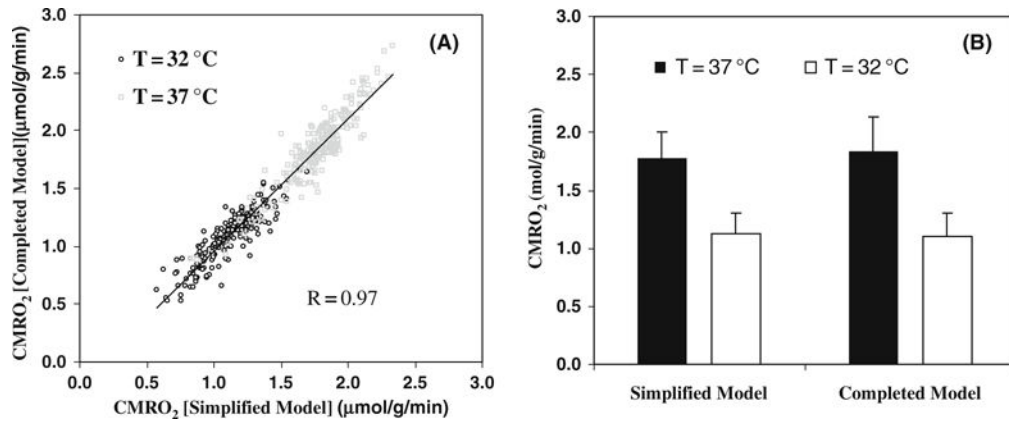 (A)
T = 32 °C
T = 37 °C
R = 0.97
CMRO2 [Completed Model](μmol/g/min)
3.0
2.5
2.0
1.5
1.0
0.5
0.0
0.0 0.5 1.0 1.5 2.0 2.5 3.0
CMRO2 [Simplified Model] (μmol/g/min)
(B)
T = 37 °C T = 32 °C
CMRO2 (mol/g/min)
3.0
2.5
2.0
1.5
1.0
0.5
0.0
Simplified Model Completed Model